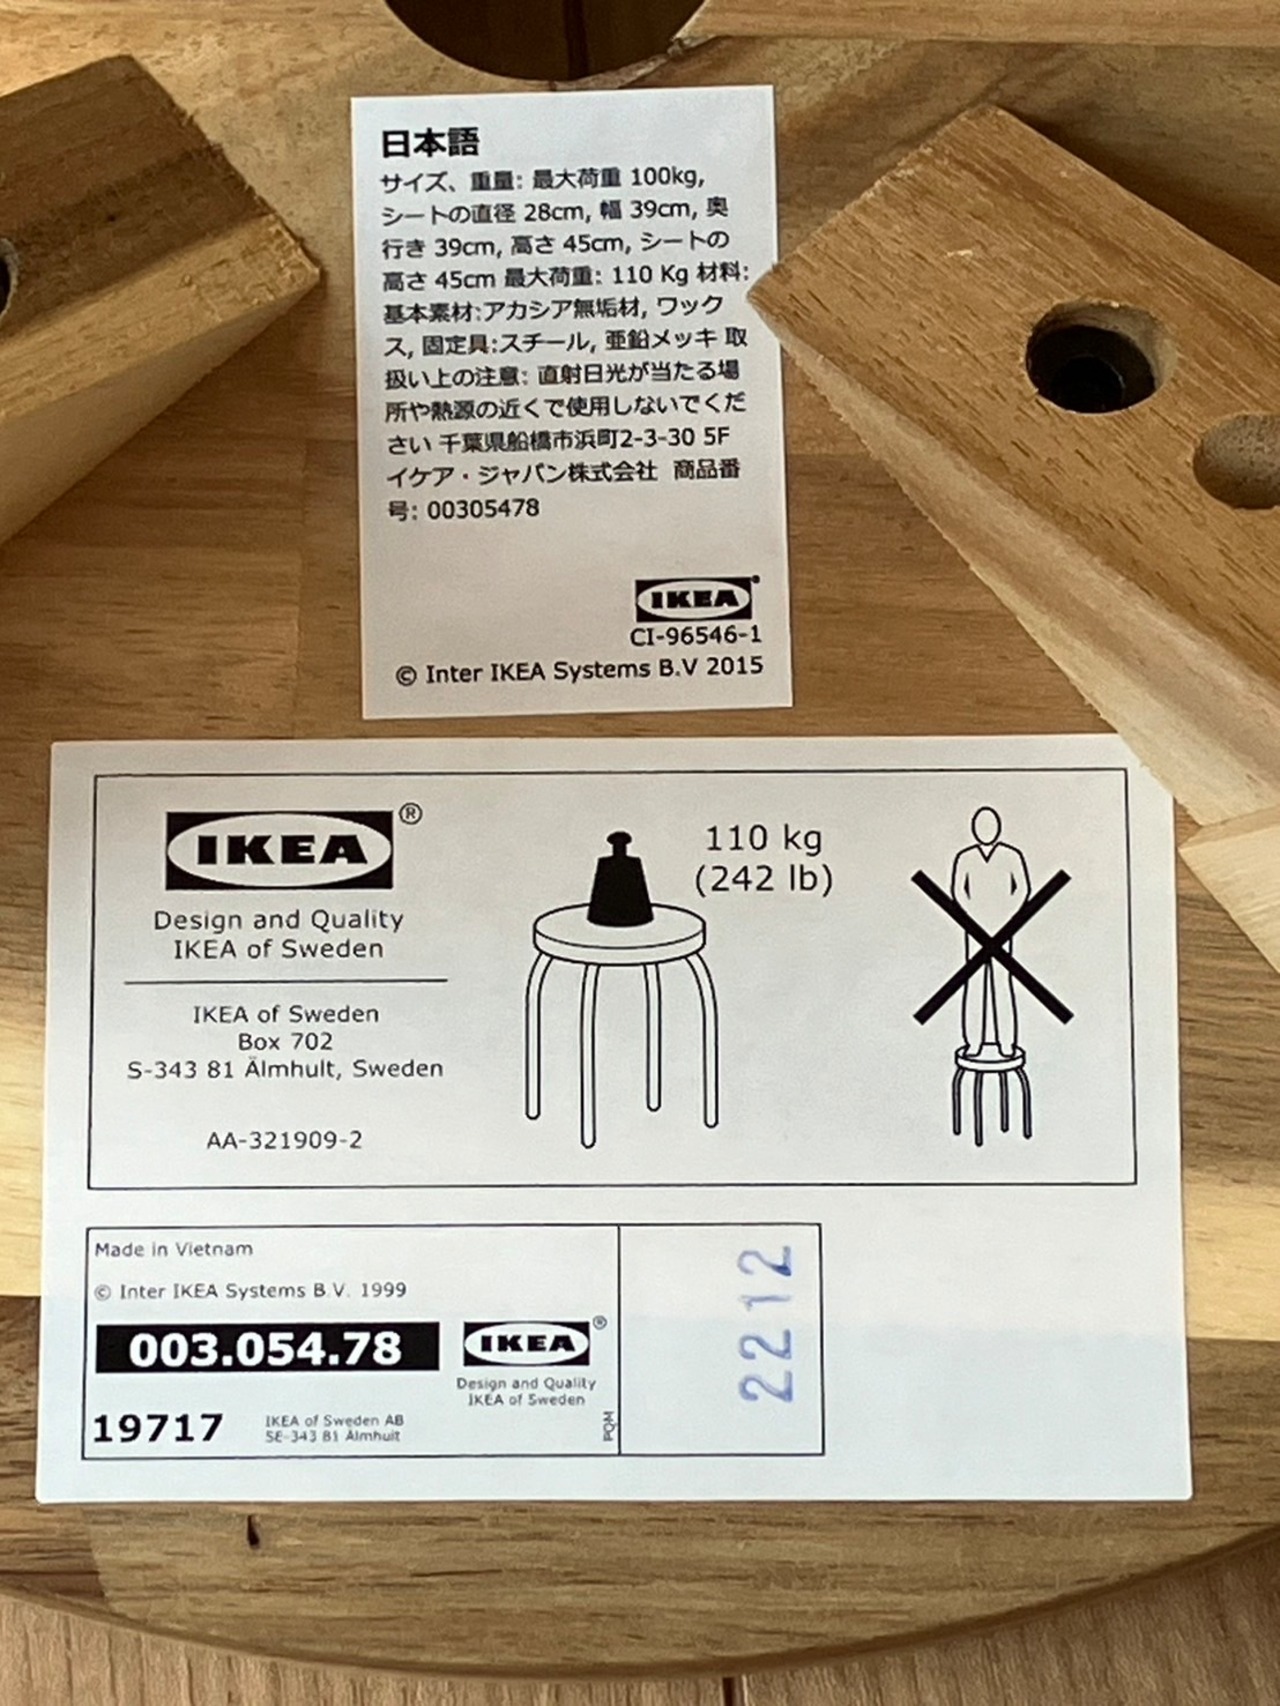 日本語
サイズ、重量: 最大荷重 100kg,
シートの直径 28cm, 幅 39cm, 奥
行き 39cm, 高さ 45cm, シートの
高さ 45cm 最大荷重: 110 Kg 材料:
基本素材:アカシア無垢材, ワック
ス, 固定具:スチール, 亜鉛メッキ 取
扱い上の注意: 直射日光が当たる場
所や熱源の近くで使用しないでくだ
さい 千葉県船橋市浜町2-3-30 5F
イケア・ジャパン株式会社 商品番
号: 00305478
IKEA
CI-96546-1
© Inter IKEA Systems B.V 2015
IKEA®
Design and Quality
IKEA of Sweden
IKEA of Sweden
Box 702
S-343 81 Älmhult, Sweden
AA-321909-2
110 kg
(242 lb)
Made in Vietnam
© Inter IKEA Systems B.V. 1999
003.054.78
IKEA®
Design and Quality
IKEA of Sweden
19717
IKEA of Sweden AB
SE-343 81 Älmhult
PQM
2212